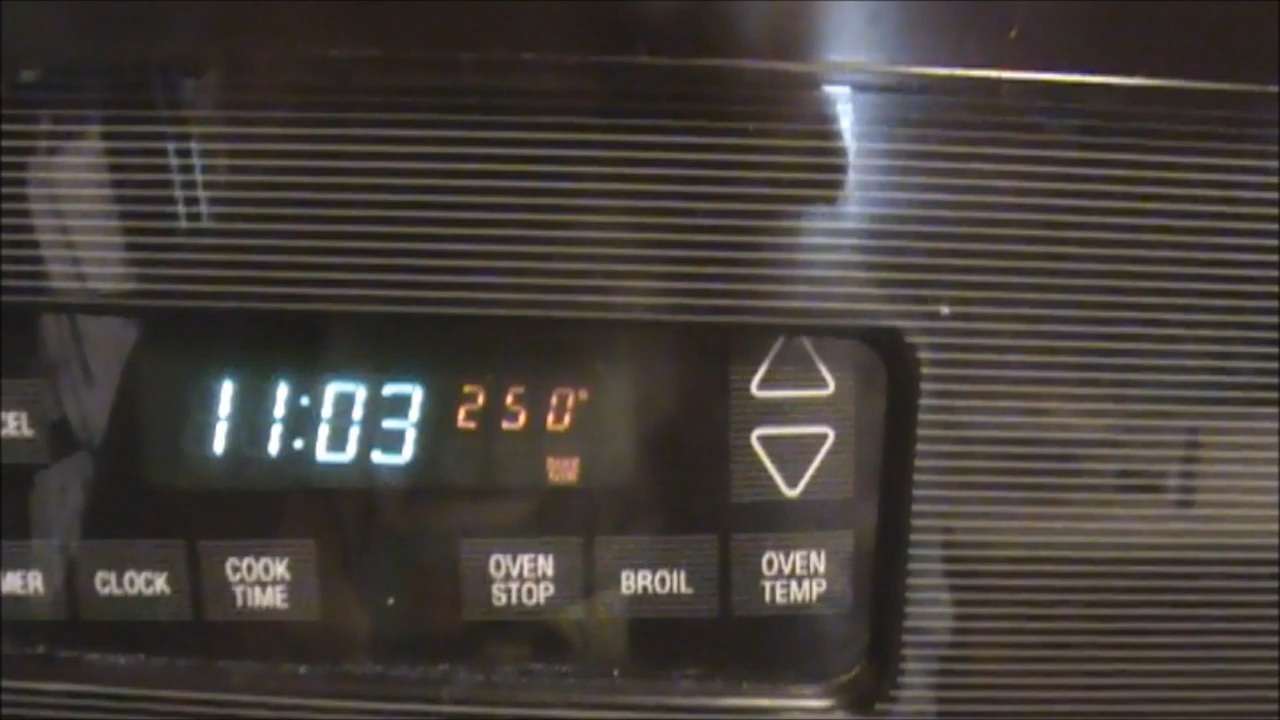 11:03 250°
CEL
MER
CLOCK
COOK
TIME
OVEN
STOP
BROIL
OVEN
TEMP